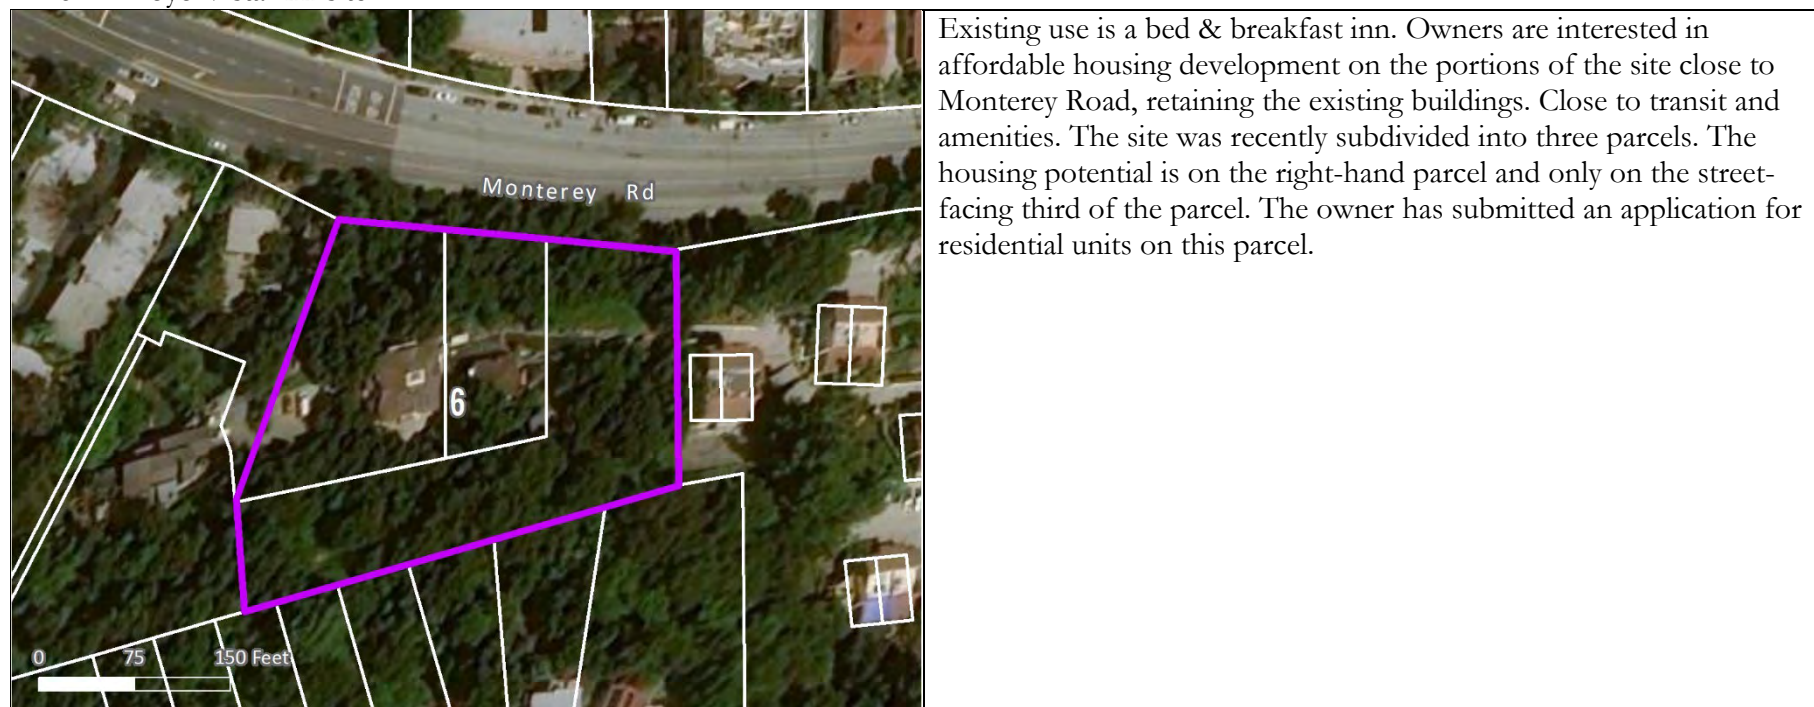 Existing use is a bed & breakfast inn. Owners are interested in
affordable housing development on the portions of the site close to
Monterey Road, retaining the existing buildings. Close to transit and
amenities. The site was recently subdivided into three parcels. The
housing potential is on the right-hand parcel and only on the street-
facing third of the parcel. The owner has submitted an application for
residential units on this parcel.
Monterey Rd
6
0 75 150 Feet